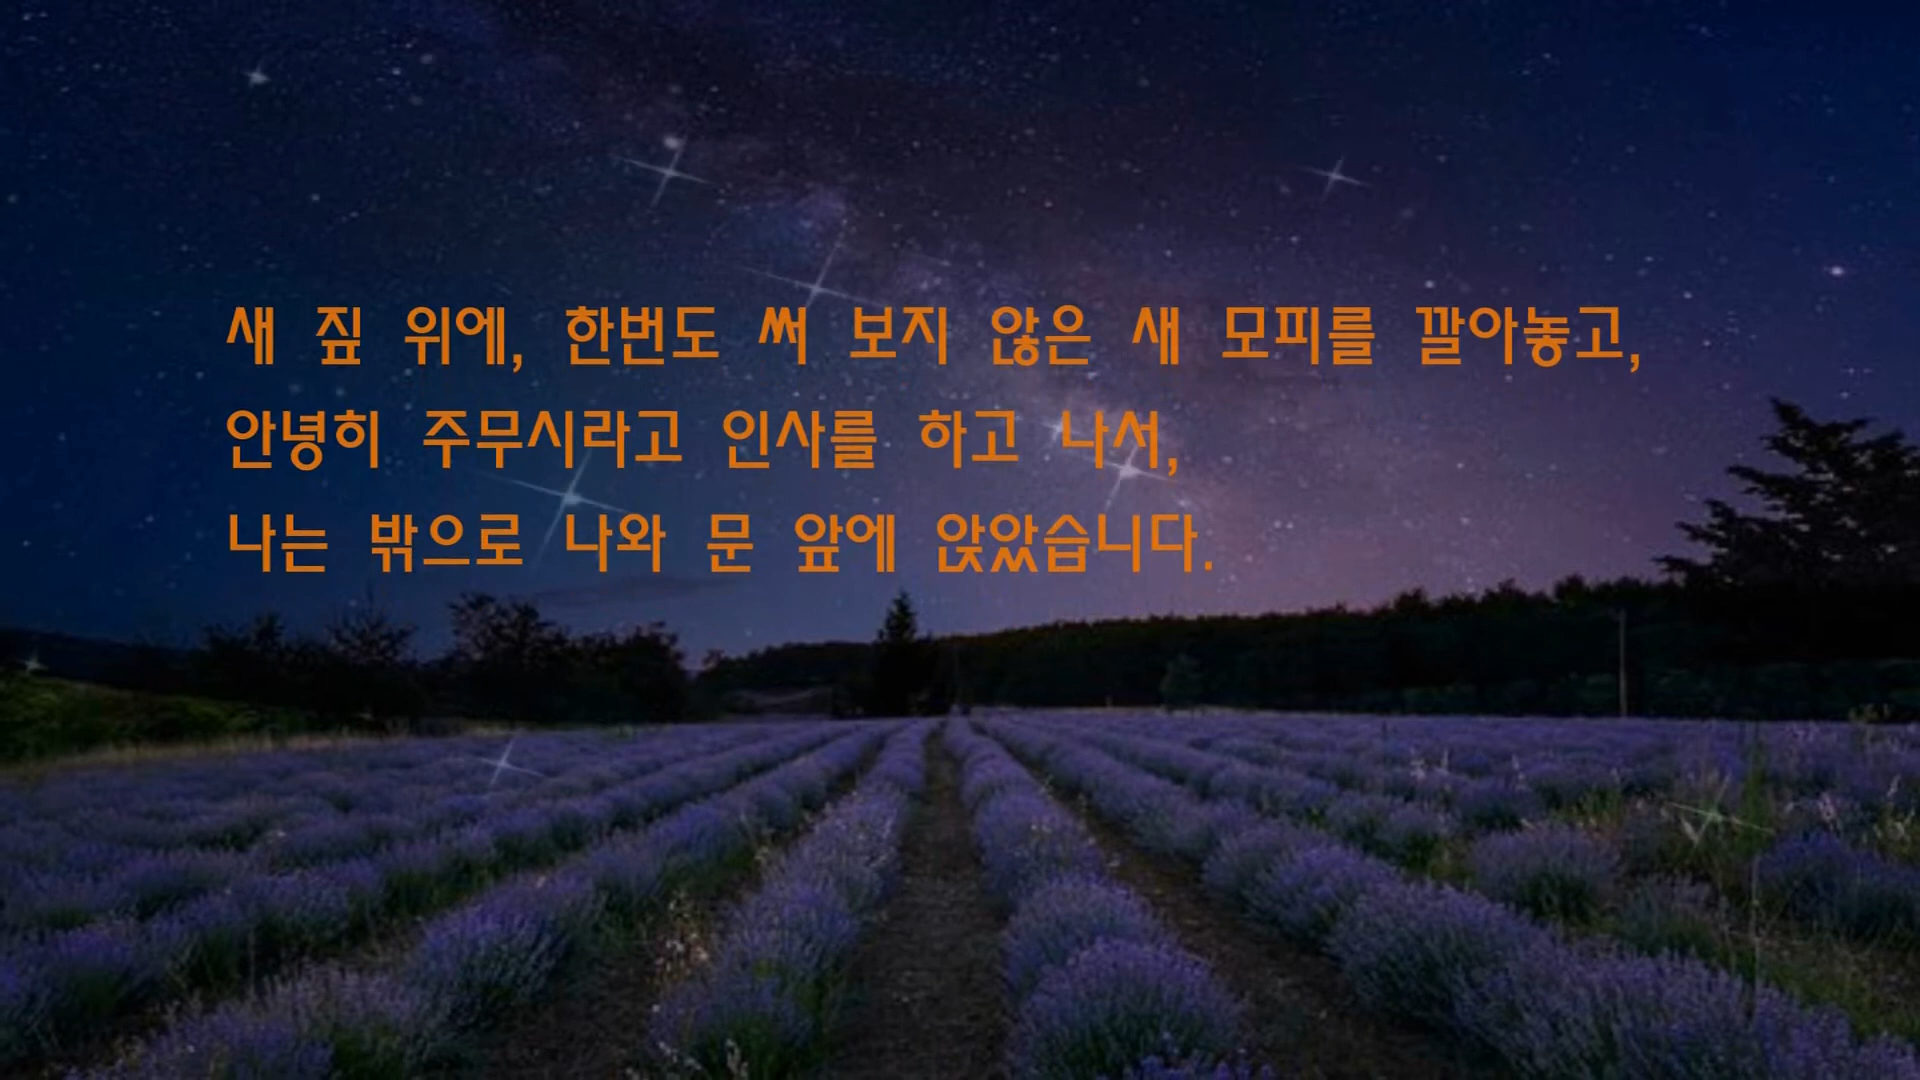 새 짚 위에, 한번도 써 보지 않은 새 모피를 깔아놓고,
안녕히 주무시라고 인사를 하고 나서,
나는 밖으로 나와 문 앞에 앉았습니다.